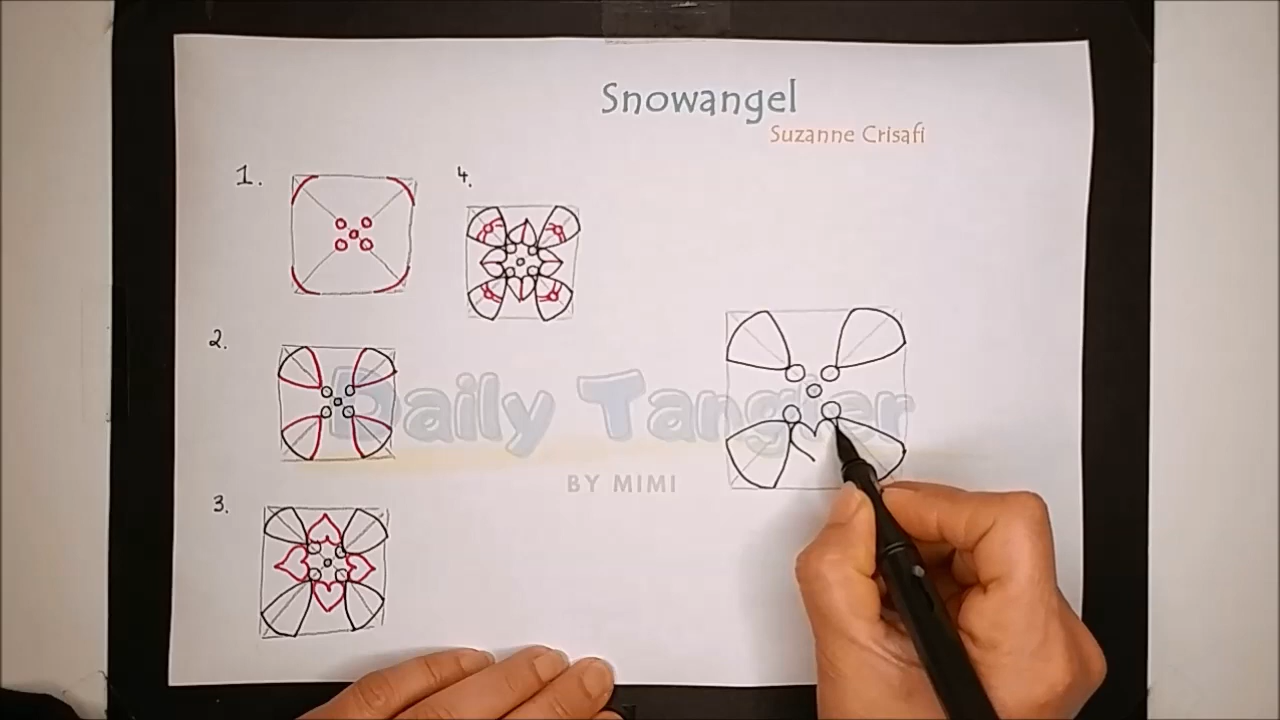 Snowangel
Suzanne Crisafi
1.
4.
2.
Daily Tangler
BY MIMI
3.